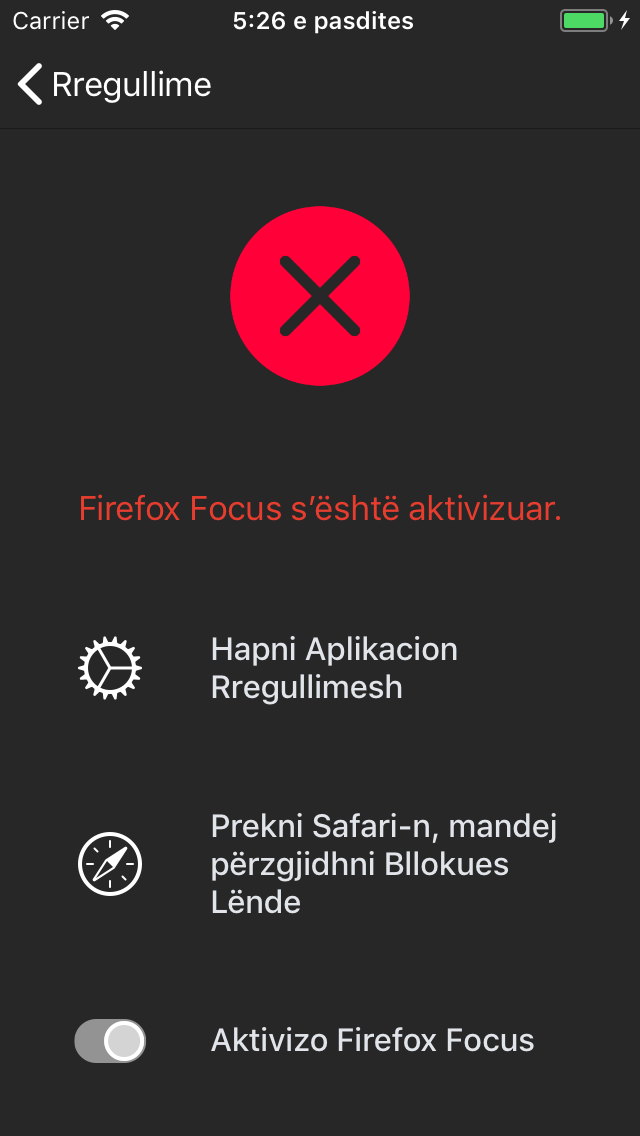 Carrier 5:26 e pasdites
Rregullime
Firefox Focus s’është aktivizuar.
Hapni Aplikacion
Rregullimesh
Prekni Safari-n, mandej
përzgjidhni Bllokues
Lënde
Aktivizo Firefox Focus